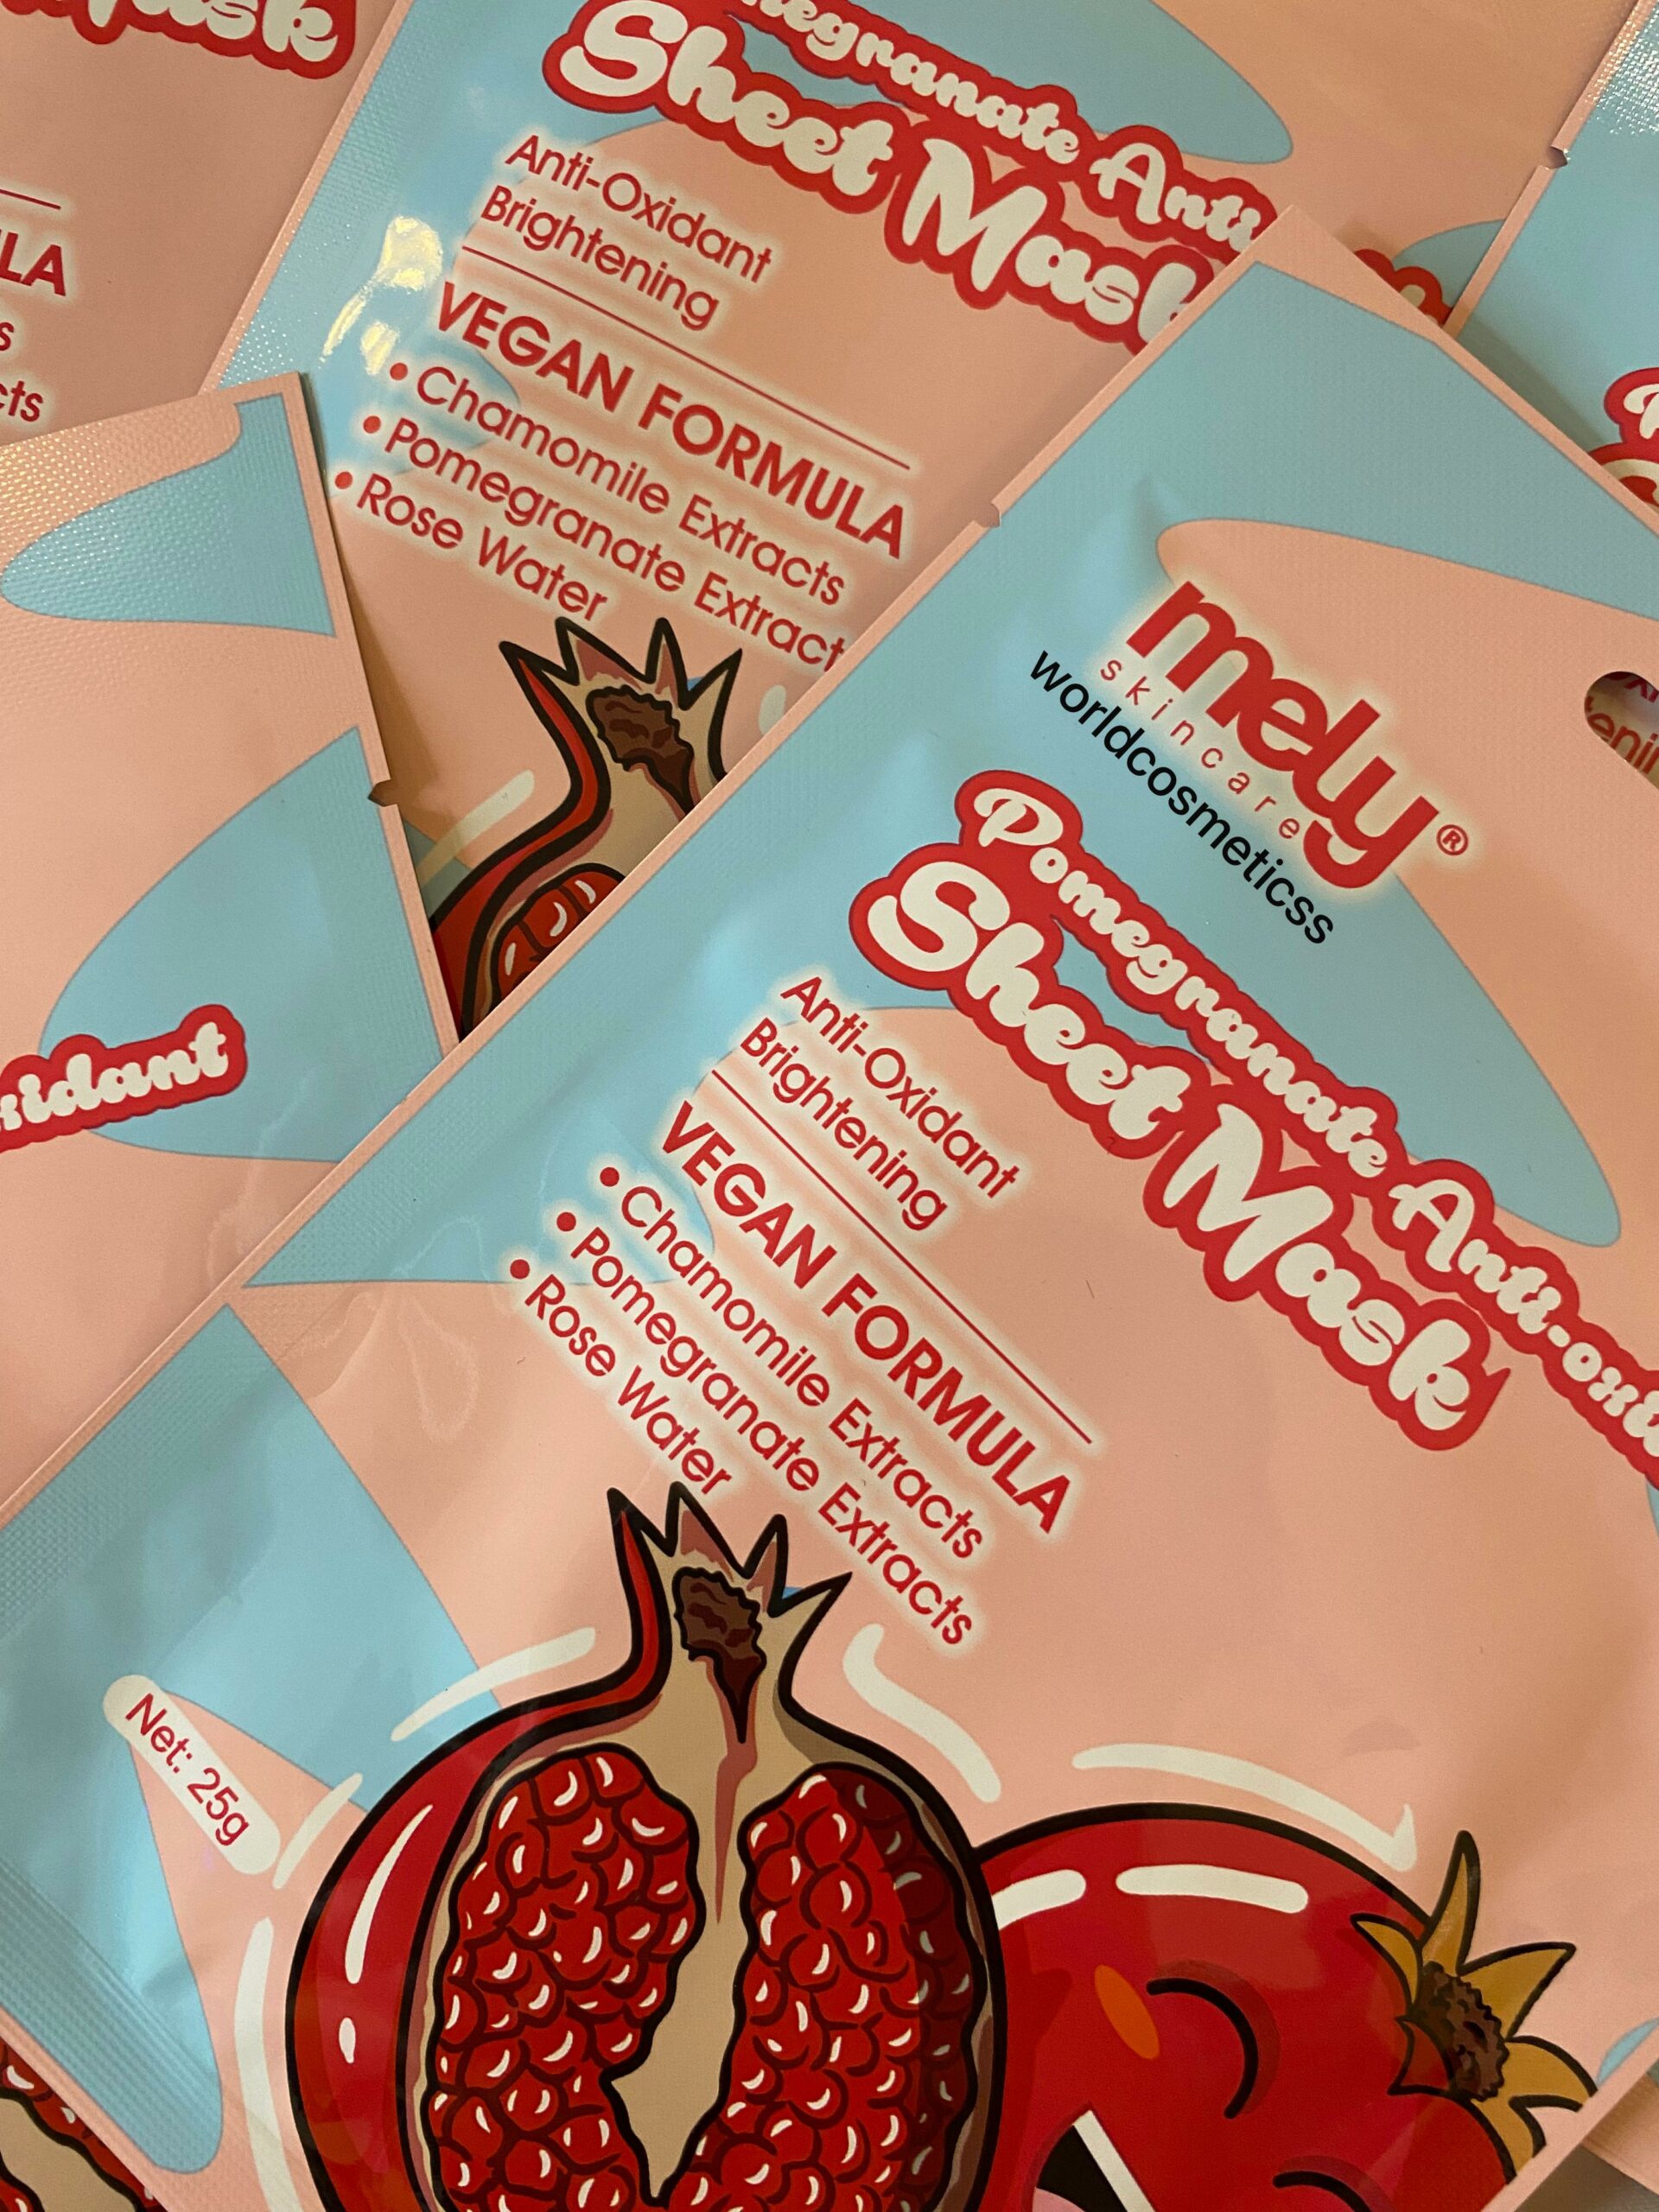 ask
LA
s
cts
megranate Anti
Sheet Mask
Anti-Oxidant
Brightening
VEGAN FORMULA
• Chamomile Extracts
• Pomegranate Extract
• Rose Water
xidant
mely®
skincare
worldcosmeticss
Pomegranate Anti-oxi
Sheet Mask
Anti-Oxidant
Brightening
VEGAN FORMULA
• Chamomile Extracts
• Pomegranate Extracts
• Rose Water
Net: 25g